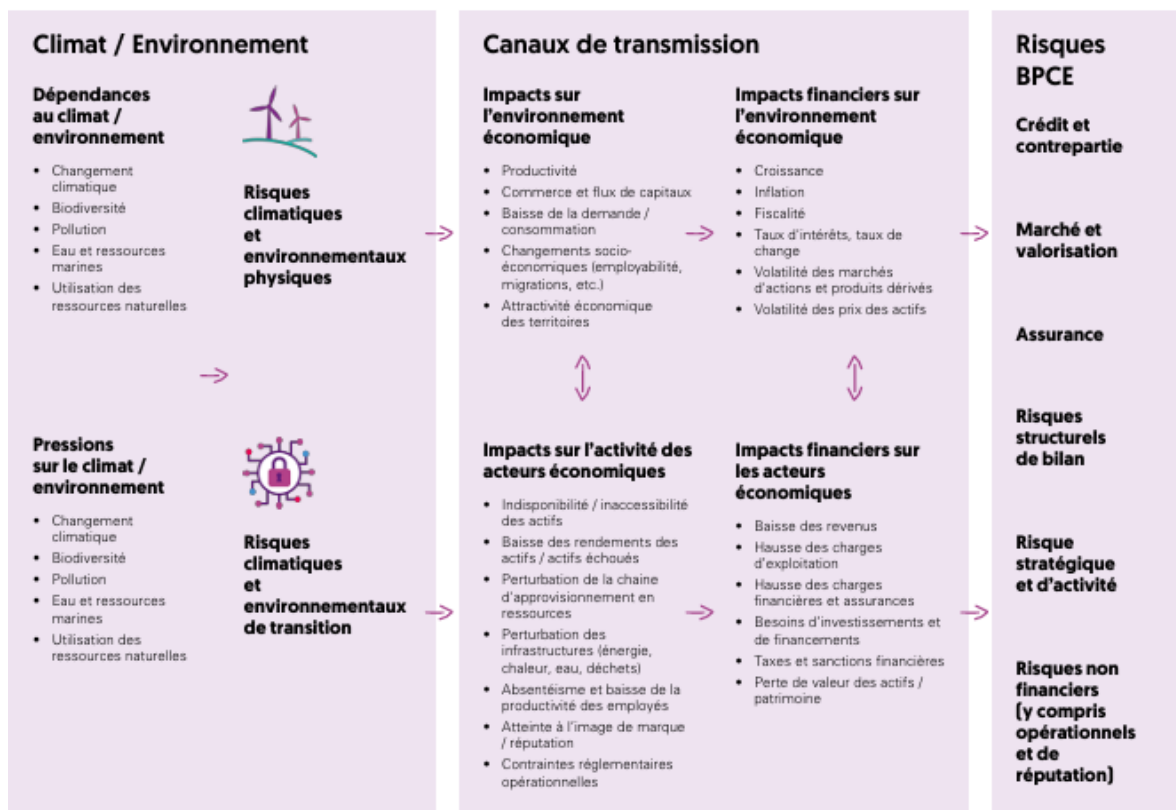 Climat / Environnement
Dépendances
au climat /
environnement
• Changement
climatique
• Biodiversité
• Pollution
• Eau et ressources
marines
• Utilisation des
ressources naturelles
Risques
climatiques
et
environnementaux
physiques
Pressions
sur le climat /
environnement
• Changement
climatique
• Biodiversité
• Pollution
• Eau et ressources
marines
• Utilisation des
ressources naturelles
Risques
climatiques
et
environnementaux
de transition
Canaux de transmission
Impacts sur
l'environnement
économique
• Productivité
• Commerce et flux de capitaux
• Baisse de la demande /
consommation
• Changements socio-
économiques (employabilité,
migrations, etc.)
• Attractivité économique
des territoires
Impacts financiers sur
l'environnement
économique
• Croissance
• Inflation
• Fiscalité
• Taux d'intérêts, taux de
change
• Volatilité des marchés
d'actions et produits dérivés
• Volatilité des prix des actifs
Impacts sur l'activité des
acteurs économiques
• Indisponibilité / inaccessibilité
des actifs
• Baisse des rendements des
actifs / actifs échoués
• Perturbation de la chaine
d'approvisionnement en
ressources
• Perturbation des
infrastructures (énergie,
chaleur, eau, déchets)
• Absentéisme et baisse de la
productivité des employés
• Atteinte à l'image de marque
/ réputation
• Contraintes réglementaires
opérationnelles
Impacts financiers sur
les acteurs
économiques
• Baisse des revenus
• Hausse des charges
d'exploitation
• Hausse des charges
financières et assurances
• Besoins d'investissements et
de financements
• Taxes et sanctions financières
• Perte de valeur des actifs /
patrimoine
Risques
BPCE
Crédit et
contrepartie
Marché et
valorisation
Assurance
Risques
structurels
de bilan
Risque
stratégique
et d'activité
Risques non
financiers
(y compris
opérationnels
et de
réputation)